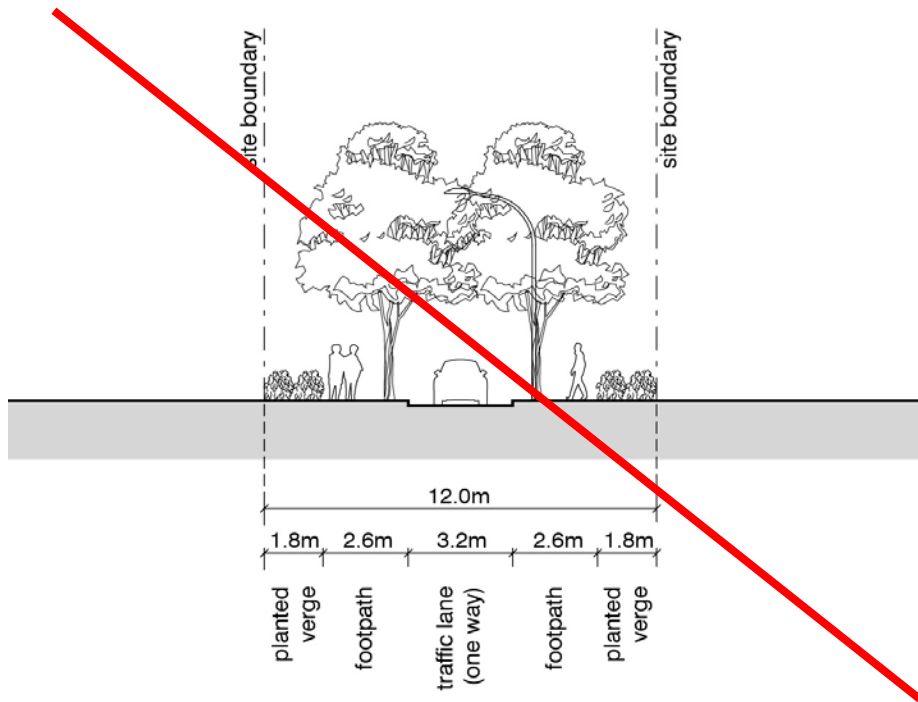 site boundary
site boundary
12.0m
1.8m 2.6m 3.2m 2.6m 1.8m
planted
verge
footpath
traffic lane
(one way)
footpath
planted
verge